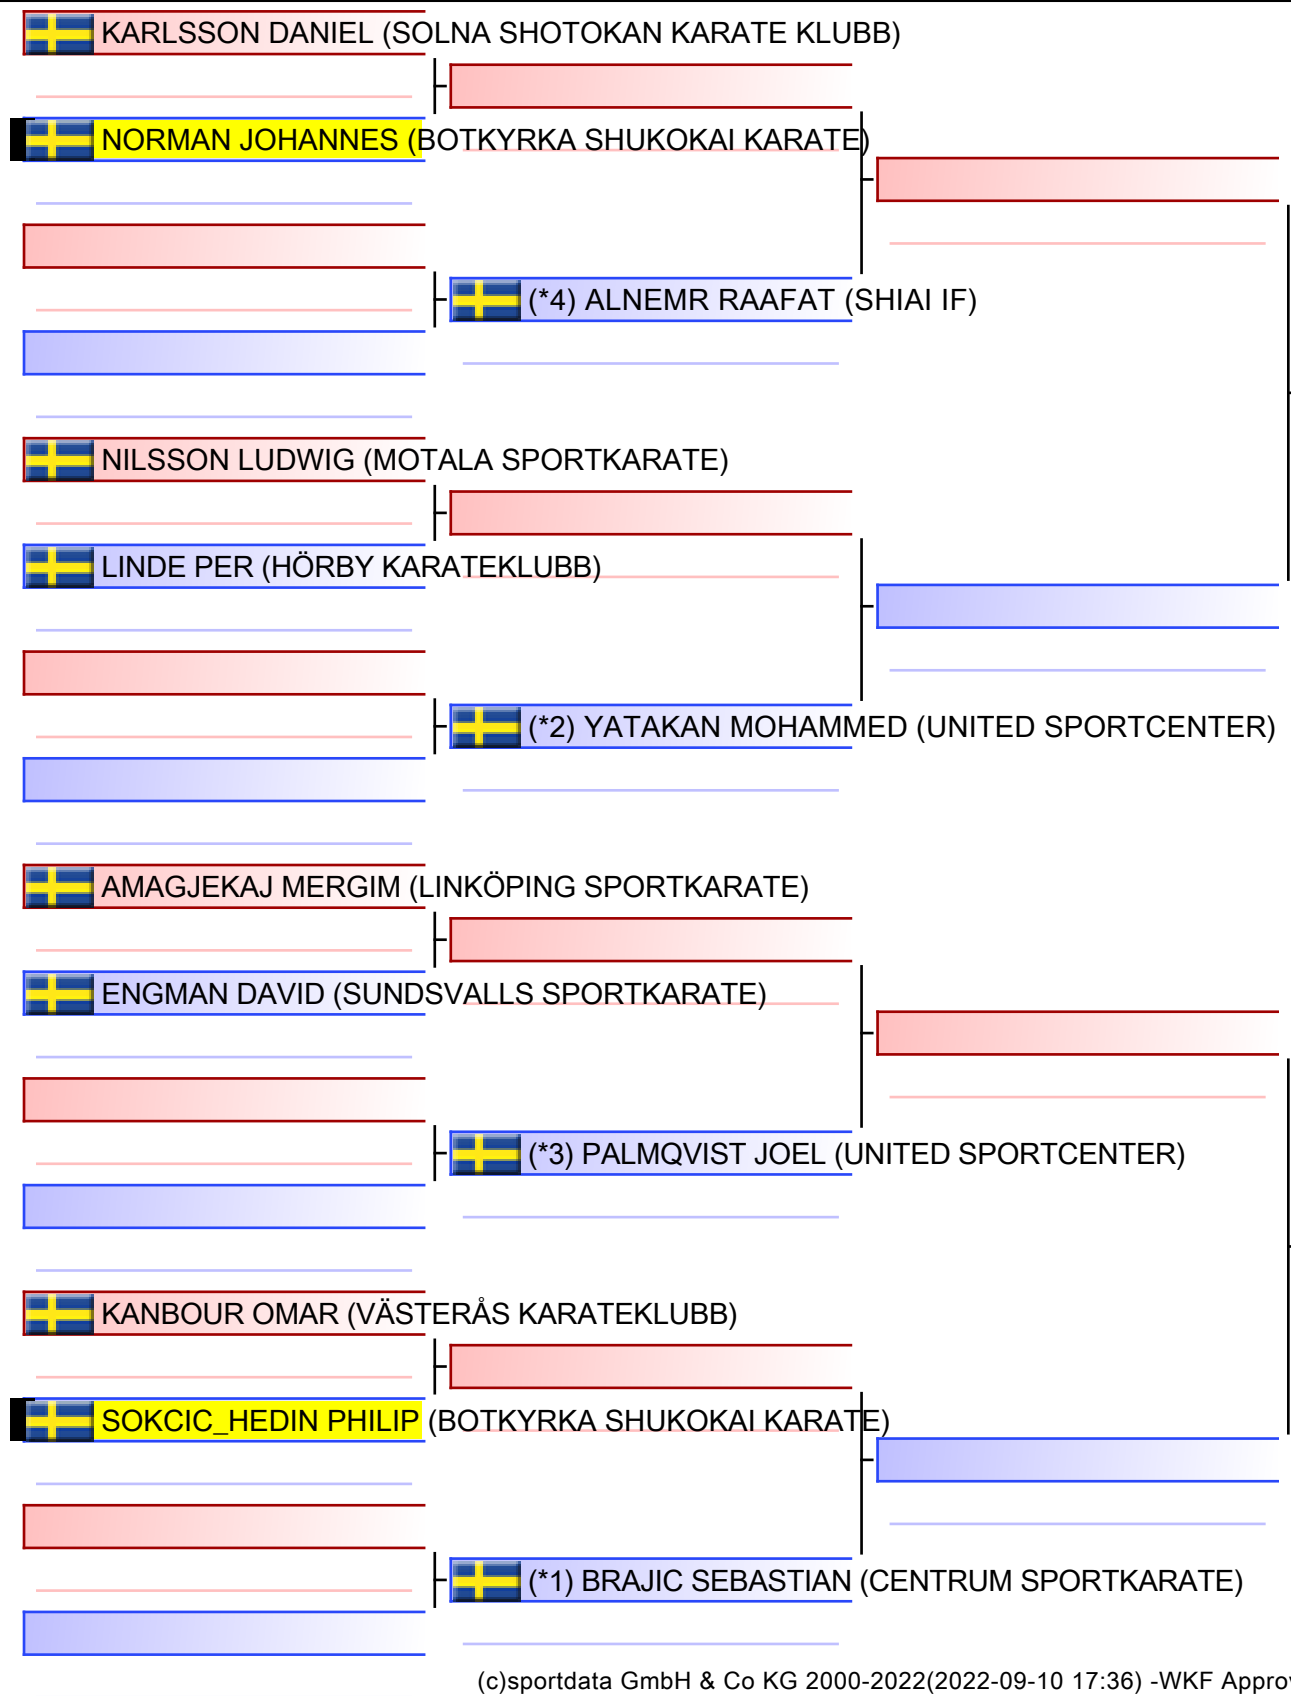 KARLSSON DANIEL (SOLNA SHOTOKAN KARATE KLUBB)
NORMAN JOHANNES (BOTKYRKA SHUKOKAI KARATE)
(*4) ALNEMR RAAFAT (SHIAI IF)
NILSSON LUDWIG (MOTALA SPORTKARATE)
LINDE PER (HÖRBY KARATEKLUBB)
(*2) YATAKAN MOHAMMED (UNITED SPORTCENTER)
AMAGJEKAJ MERGIM (LINKÖPING SPORTKARATE)
ENGMAN DAVID (SUNDSVALLS SPORTKARATE)
(*3) PALMQVIST JOEL (UNITED SPORTCENTER)
KANBOUR OMAR (VÄSTERÅS KARATEKLUBB)
SOKCIC_HEDIN PHILIP (BOTKYRKA SHUKOKAI KARATE)
(*1) BRAJIC SEBASTIAN (CENTRUM SPORTKARATE)
(c)sportdata GmbH & Co KG 2000-2022(2022-09-10 17:36) -WKF Approv